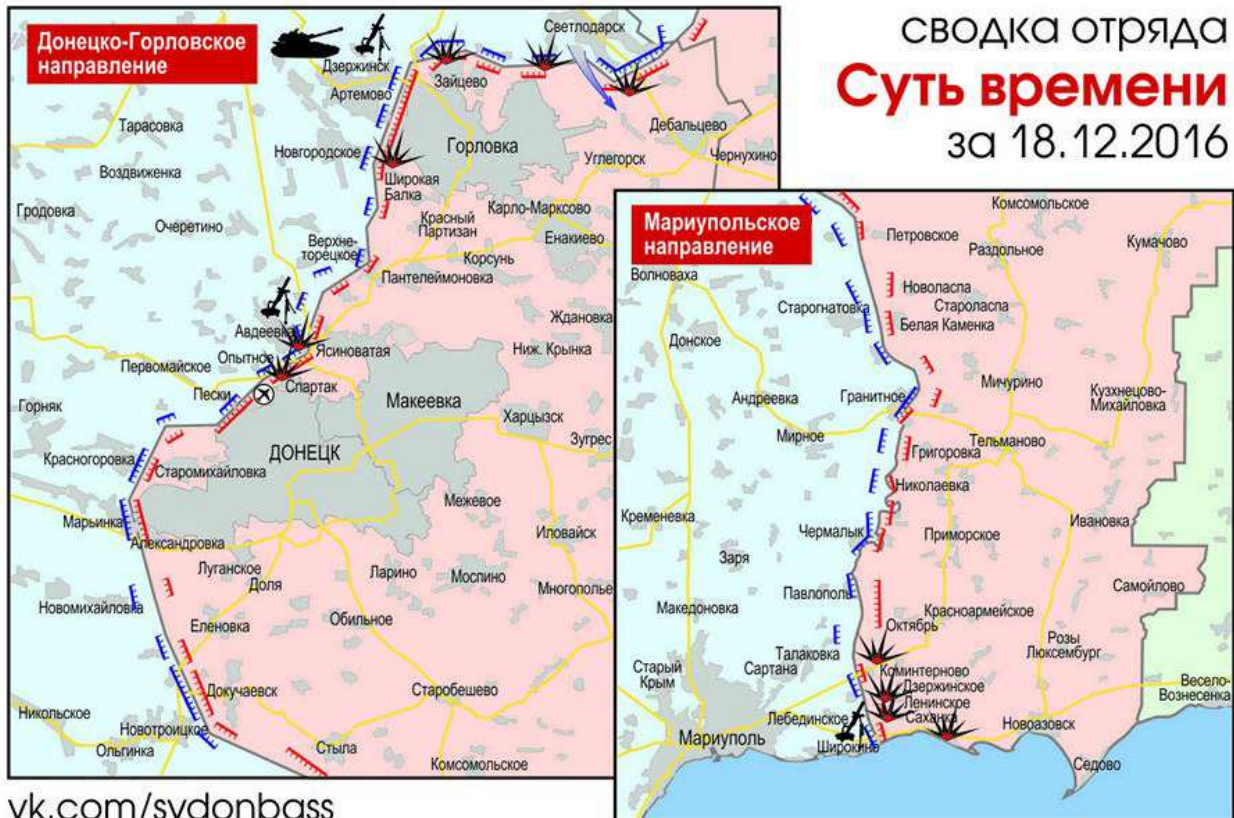 сводка отряда
Суть времени
за 18.12.2016
Донецко-Горловское
направление
Светлодарск
Дзержинск
Зайцево
Артемово
Тарасовка
Дебальцево
Новгородское
Горловка
Углегорск
Чернухино
Воздвиженка
Широкая
Балка
Гродовка
Очеретино
Красный
Партизан
Карло-Марксово
Енакиево
Верхне-
торецкое
Корсунь
Пантелеймоновка
Ждановка
Авдеевка
Опытное
Ясиноватая
Ниж. Крынка
Первомайское
Спартак
Пески
Макеевка
Горняк
Харцызск
Зугрес
Красногоровка
ДОНЕЦК
Старомихайловка
Межевое
Марьинка
Александровка
Иловайск
Луганское
Доля
Ларино
Моспино
Многополье
Новомихайловка
Еленовка
Обильное
Докучаевск
Старобешево
Никольское
Новотроицкое
Ольгинка
Стыла
Комсомольское
Мариупольское
направление
Комсомольское
Петровское
Раздольное
Кумачово
Волноваха
Новоласпа
Старогнатовка
Староласпа
Белая Каменка
Донское
Мичурино
Андреевка
Гранитное
Кузхнецово-
Михайловка
Мирное
Тельманово
Григоровка
Николаевка
Кременевка
Чермалык
Приморское
Ивановка
Заря
Самойлово
Павлополь
Македоновка
Красноармейское
Октябрь
Розы
Люксембург
Талаковка
Старый
Крым
Сартана
Коминтерново
Дзержинское
Весело-
Вознесенка
Ленинское
Лебединское
Саханка
Новоазовск
Мариуполь
Широкино
Седово
vk.com/svdonbass